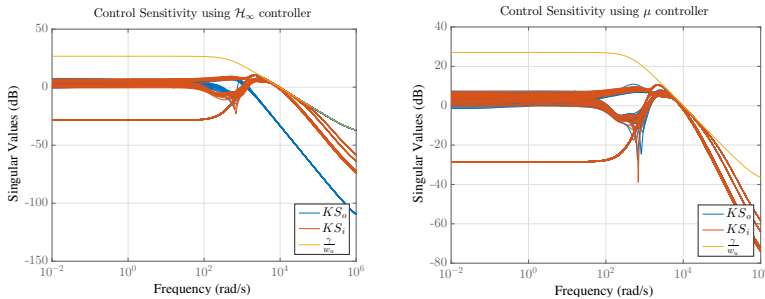 Control Sensitivity using $\mathcal{H}_\infty$ controller
Singular Values (dB)
50
0
-50
-100
-150
$KS_o$
$KS_i$
$\frac{\gamma}{w_u}$
$10^{-2}$ $10^{0}$ $10^{2}$ $10^{4}$ $10^{6}$
Frequency (rad/s)
Control Sensitivity using $\mu$ controller
Singular Values (dB)
40
20
0
-20
-40
-60
-80
$KS_o$
$KS_i$
$\frac{\gamma}{w_u}$
$10^{-2}$ $10^{0}$ $10^{2}$ $10^{4}$ $10^{6}$
Frequency (rad/s)